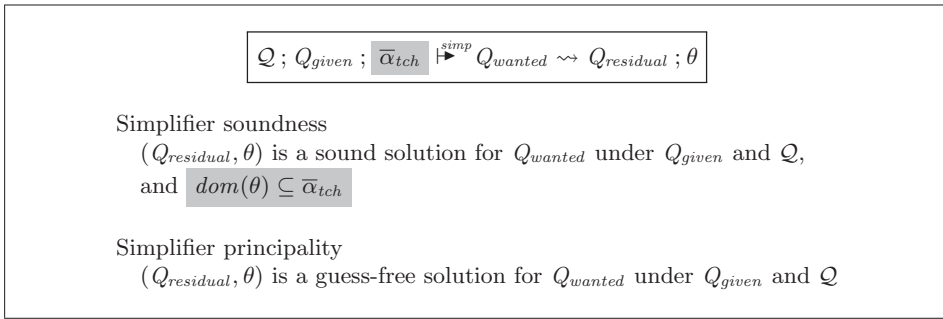 𝒬 ; Q_given ; ᾱ_tch ⊢►^simp Q_wanted ⇝ Q_residual ; θ
Simplifier soundness
(Q_residual, θ) is a sound solution for Q_wanted under Q_given and 𝒬,
and dom(θ) ⊆ ᾱ_tch
Simplifier principality
(Q_residual, θ) is a guess-free solution for Q_wanted under Q_given and 𝒬